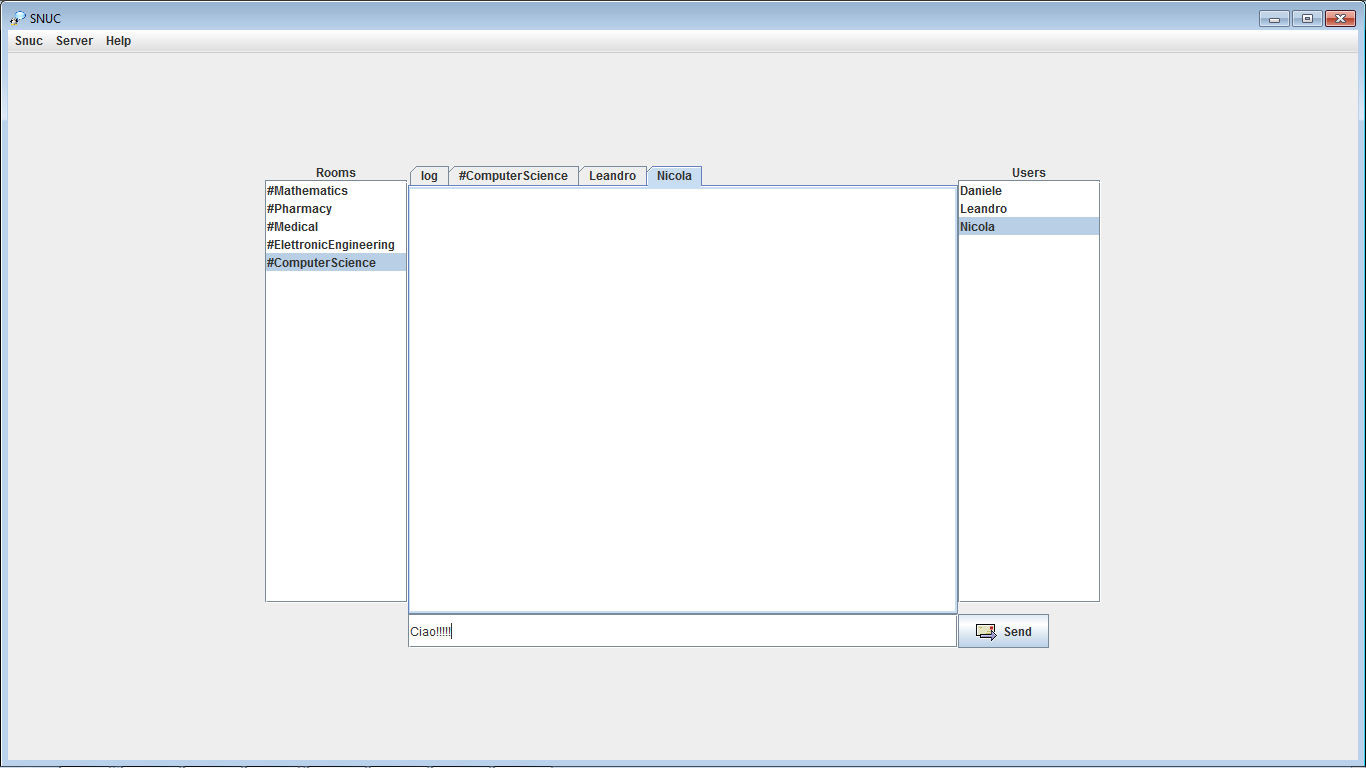 SNUC
Snuc Server Help
Rooms
#Mathematics
#Pharmacy
#Medical
#ElettronicEngineering
#ComputerScience
log #ComputerScience Leandro Nicola
Users
Daniele
Leandro
Nicola
Ciao!!!!!
Send